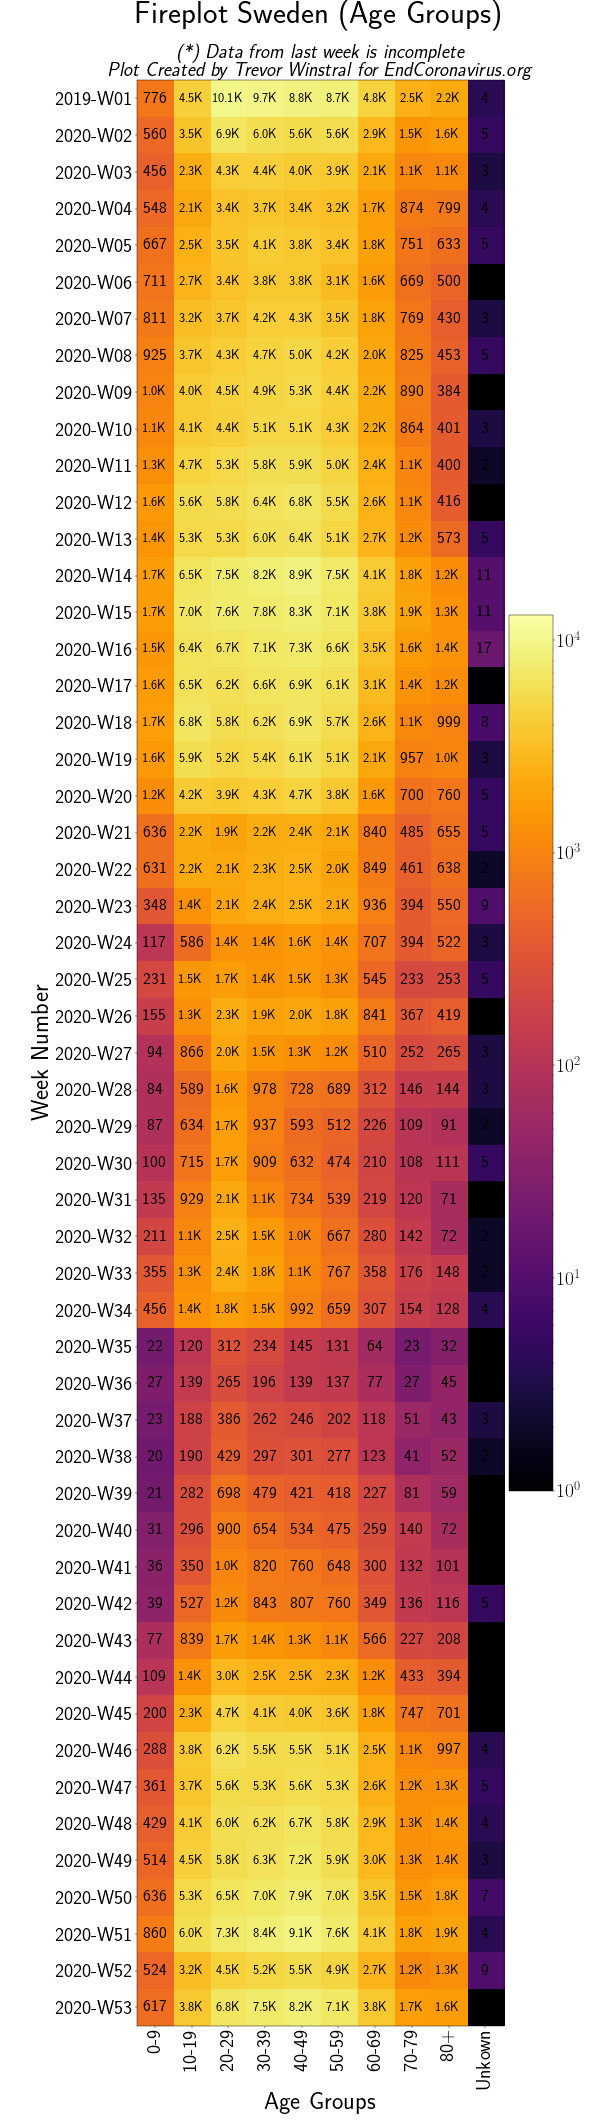 Fireplot Sweden (Age Groups)
(*) Data from last week is incomplete
Plot Created by Trevor Winstral for EndCoronavirus.org
2019-W01 776 4.5K 10.1K 9.7K 8.8K 8.7K 4.8K 2.5K 2.2K 4
2020-W02 560 3.5K 6.9K 6.0K 5.6K 5.6K 2.9K 1.5K 1.6K 5
2020-W03 456 2.3K 4.3K 4.4K 4.0K 3.9K 2.1K 1.1K 1.1K 3
2020-W04 548 2.1K 3.4K 3.7K 3.4K 3.2K 1.7K 874 799 4
2020-W05 667 2.5K 3.5K 4.1K 3.8K 3.4K 1.8K 751 633 5
2020-W06 711 2.7K 3.4K 3.8K 3.8K 3.1K 1.6K 669 500
2020-W07 811 3.2K 3.7K 4.2K 4.3K 3.5K 1.8K 769 430 3
2020-W08 925 3.7K 4.3K 4.7K 5.0K 4.2K 2.0K 825 453 5
2020-W09 1.0K 4.0K 4.5K 4.9K 5.3K 4.4K 2.2K 890 384
2020-W10 1.1K 4.1K 4.4K 5.1K 5.1K 4.3K 2.2K 864 401 3
2020-W11 1.3K 4.7K 5.3K 5.8K 5.9K 5.0K 2.4K 1.1K 400 2
2020-W12 1.6K 5.6K 5.8K 6.4K 6.8K 5.5K 2.6K 1.1K 416
2020-W13 1.4K 5.3K 5.3K 6.0K 6.4K 5.1K 2.7K 1.2K 573 5
2020-W14 1.7K 6.5K 7.5K 8.2K 8.9K 7.5K 4.1K 1.8K 1.2K 11
2020-W15 1.7K 7.0K 7.6K 7.8K 8.3K 7.1K 3.8K 1.9K 1.3K 11
2020-W16 1.5K 6.4K 6.7K 7.1K 7.3K 6.6K 3.5K 1.6K 1.4K 17
2020-W17 1.6K 6.5K 6.2K 6.6K 6.9K 6.1K 3.1K 1.4K 1.2K
2020-W18 1.7K 6.8K 5.8K 6.2K 6.9K 5.7K 2.6K 1.1K 999 8
2020-W19 1.6K 5.9K 5.2K 5.4K 6.1K 5.1K 2.1K 957 1.0K 3
2020-W20 1.2K 4.2K 3.9K 4.3K 4.7K 3.8K 1.6K 700 760 5
2020-W21 636 2.2K 1.9K 2.2K 2.4K 2.1K 840 485 655 5
2020-W22 631 2.2K 2.1K 2.3K 2.5K 2.0K 849 461 638 2
2020-W23 348 1.4K 2.1K 2.4K 2.5K 2.1K 936 394 550 9
2020-W24 117 586 1.4K 1.4K 1.6K 1.4K 707 394 522 3
2020-W25 231 1.5K 1.7K 1.4K 1.5K 1.3K 545 233 253 5
2020-W26 155 1.3K 2.3K 1.9K 2.0K 1.8K 841 367 419
2020-W27 94 866 2.0K 1.5K 1.3K 1.2K 510 252 265 3
2020-W28 84 589 1.6K 978 728 689 312 146 144 3
2020-W29 87 634 1.7K 937 593 512 226 109 91 2
2020-W30 100 715 1.7K 909 632 474 210 108 111 5
2020-W31 135 929 2.1K 1.1K 734 539 219 120 71
2020-W32 211 1.1K 2.5K 1.5K 1.0K 667 280 142 72 2
2020-W33 355 1.3K 2.4K 1.8K 1.1K 767 358 176 148 2
2020-W34 456 1.4K 1.8K 1.5K 992 659 307 154 128 4
2020-W35 22 120 312 234 145 131 64 23 32
2020-W36 27 139 265 196 139 137 77 27 45
2020-W37 23 188 386 262 246 202 118 51 43 3
2020-W38 20 190 429 297 301 277 123 41 52 2
2020-W39 21 282 698 479 421 418 227 81 59
2020-W40 31 296 900 654 534 475 259 140 72
2020-W41 36 350 1.0K 820 760 648 300 132 101
2020-W42 39 527 1.2K 843 807 760 349 136 116 5
2020-W43 77 839 1.7K 1.4K 1.3K 1.1K 566 227 208
2020-W44 109 1.4K 3.0K 2.5K 2.5K 2.3K 1.2K 433 394
2020-W45 200 2.3K 4.7K 4.1K 4.0K 3.6K 1.8K 747 701
2020-W46 288 3.8K 6.2K 5.5K 5.5K 5.1K 2.5K 1.1K 997 4
2020-W47 361 3.7K 5.6K 5.3K 5.6K 5.3K 2.6K 1.2K 1.3K 5
2020-W48 429 4.1K 6.0K 6.2K 6.7K 5.8K 2.9K 1.3K 1.4K 4
2020-W49 514 4.5K 5.8K 6.3K 7.2K 5.9K 3.0K 1.3K 1.4K 3
2020-W50 636 5.3K 6.5K 7.0K 7.9K 7.0K 3.5K 1.5K 1.8K 7
2020-W51 860 6.0K 7.3K 8.4K 9.1K 7.6K 4.1K 1.8K 1.9K 4
2020-W52 524 3.2K 4.5K 5.2K 5.5K 4.9K 2.7K 1.2K 1.3K 9
2020-W53 617 3.8K 6.8K 7.5K 8.2K 7.1K 3.8K 1.7K 1.6K
0-9 10-19 20-29 30-39 40-49 50-59 60-69 70-79 80+ Unkown
Age Groups
Week Number
10⁴
10³
10²
10¹
10⁰